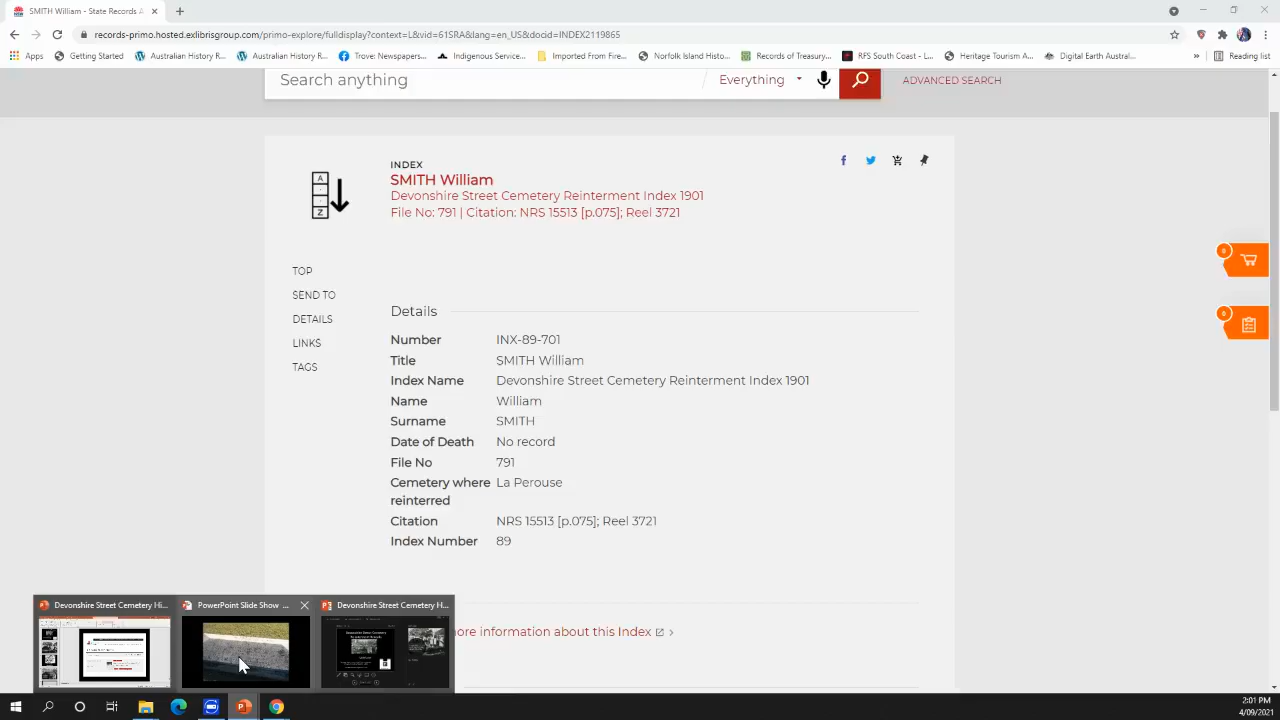 SMITH William - State Records A
records-primo.hosted.exlibrisgroup.com/primo-explore/fulldisplay?context=L&vid=61SRA&lang=en_US&docid=INDEX2119865
Apps Getting Started Australian History R... Australian History R... Trove! Newspapers... Indigenous Service... Imported From Fire... Norfolk Island Histo... Records of Treasury... RFS South Coast - L... Heritage Tourism A... Digital Earth Austral... » Reading list
Search anything Everything ADVANCED SEARCH
INDEX
SMITH William
Devonshire Street Cemetery Reinterment Index 1901
File No: 791 | Citation: NRS 15513 [p.075]; Reel 3721
A
Z
0
0
TOP
SEND TO
DETAILS
LINKS
TAGS
Details
Number INX-89-701
Title SMITH William
Index Name Devonshire Street Cemetery Reinterment Index 1901
Name William
Surname SMITH
Date of Death No record
File No 791
Cemetery where La Perouse
reinterred
Citation NRS 15513 [p.075]; Reel 3721
Index Number 89
Devonshire Street Cemetery Hi... PowerPoint Slide Show ... Devonshire Street Cemetery H...
ore information about this index
2:01 PM
4/09/2021